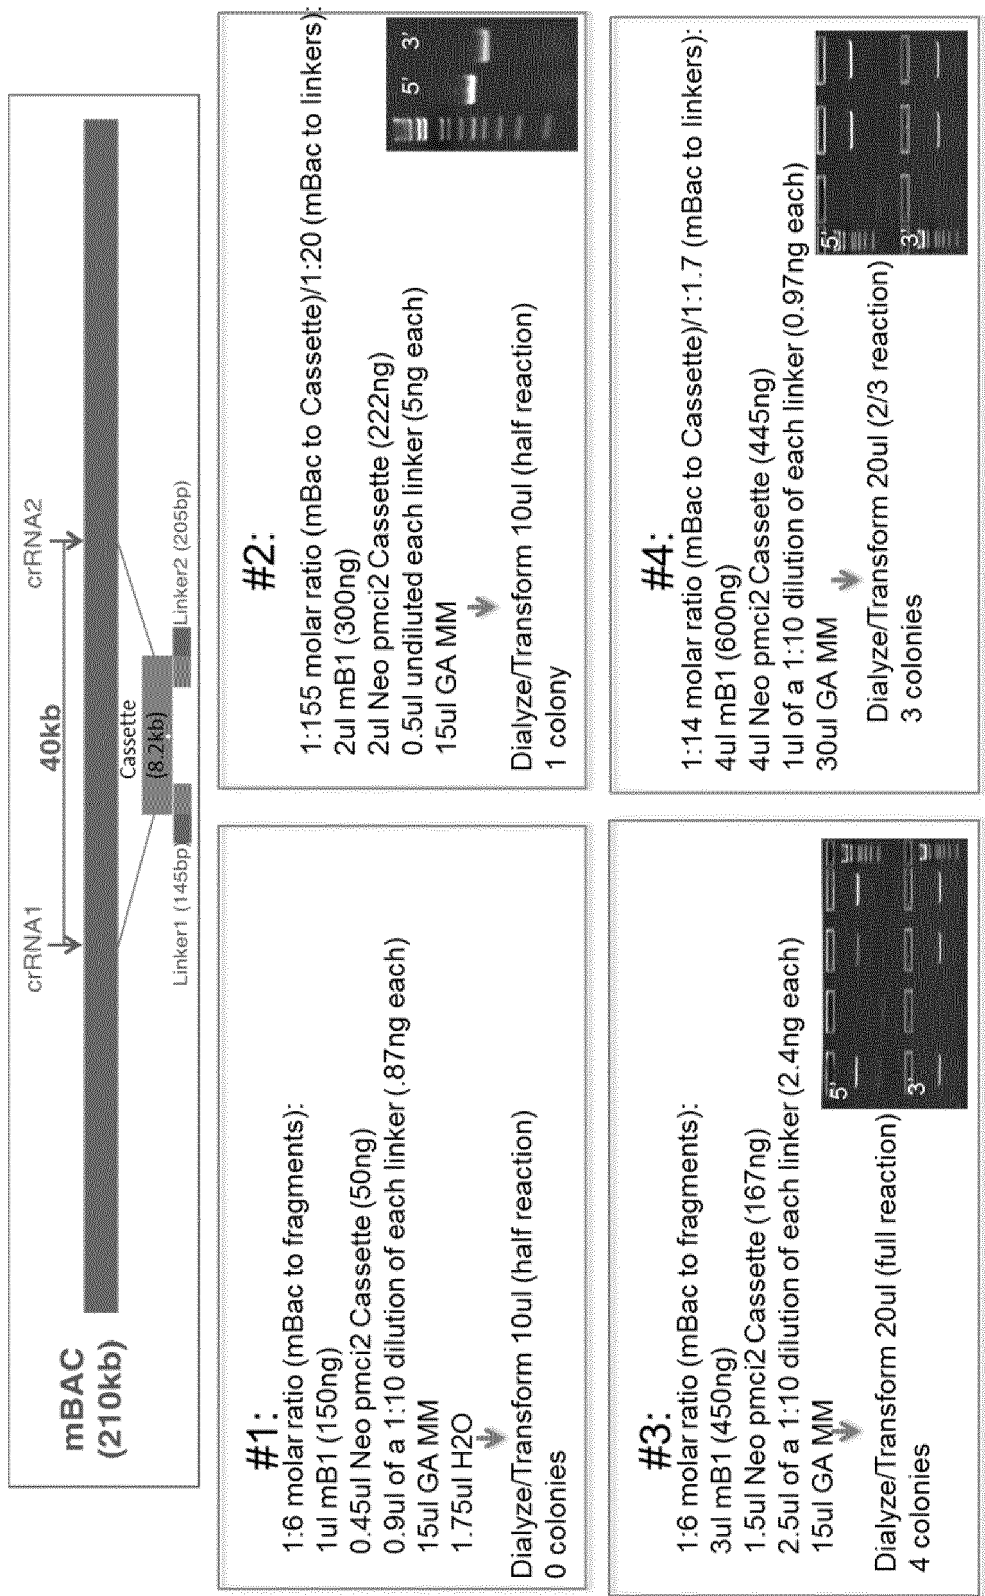 mBAC
(210kb)
crRNA1
40kb
crRNA2
Cassette
(8.2kb)
Linker1 (145bp)
Linker2 (205bp)
#1:
1:6 molar ratio (mBac to fragments):
1ul mB1 (150ng)
0.45ul Neo pmci2 Cassette (50ng)
0.9ul of a 1:10 dilution of each linker (.87ng each)
15ul GA MM
1.75ul H2O
Dialyze/Transform 10ul (half reaction)
0 colonies
#2:
1:155 molar ratio (mBac to Cassette)/1:20 (mBac to linkers):
2ul mB1 (300ng)
2ul Neo pmci2 Cassette (222ng)
0.5ul undiluted each linker (5ng each)
15ul GA MM
Dialyze/Transform 10ul (half reaction)
1 colony
5' 3'
#3:
1:6 molar ratio (mBac to fragments):
3ul mB1 (450ng)
1.5ul Neo pmci2 Cassette (167ng)
2.5ul of a 1:10 dilution of each linker (2.4ng each)
15ul GA MM
Dialyze/Transform 20ul (full reaction)
4 colonies
5'
3'
#4:
1:14 molar ratio (mBac to Cassette)/1:1.7 (mBac to linkers):
4ul mB1 (600ng)
4ul Neo pmci2 Cassette (445ng)
1ul of a 1:10 dilution of each linker (0.97ng each)
30ul GA MM
Dialyze/Transform 20ul (2/3 reaction)
3 colonies
5'
3'